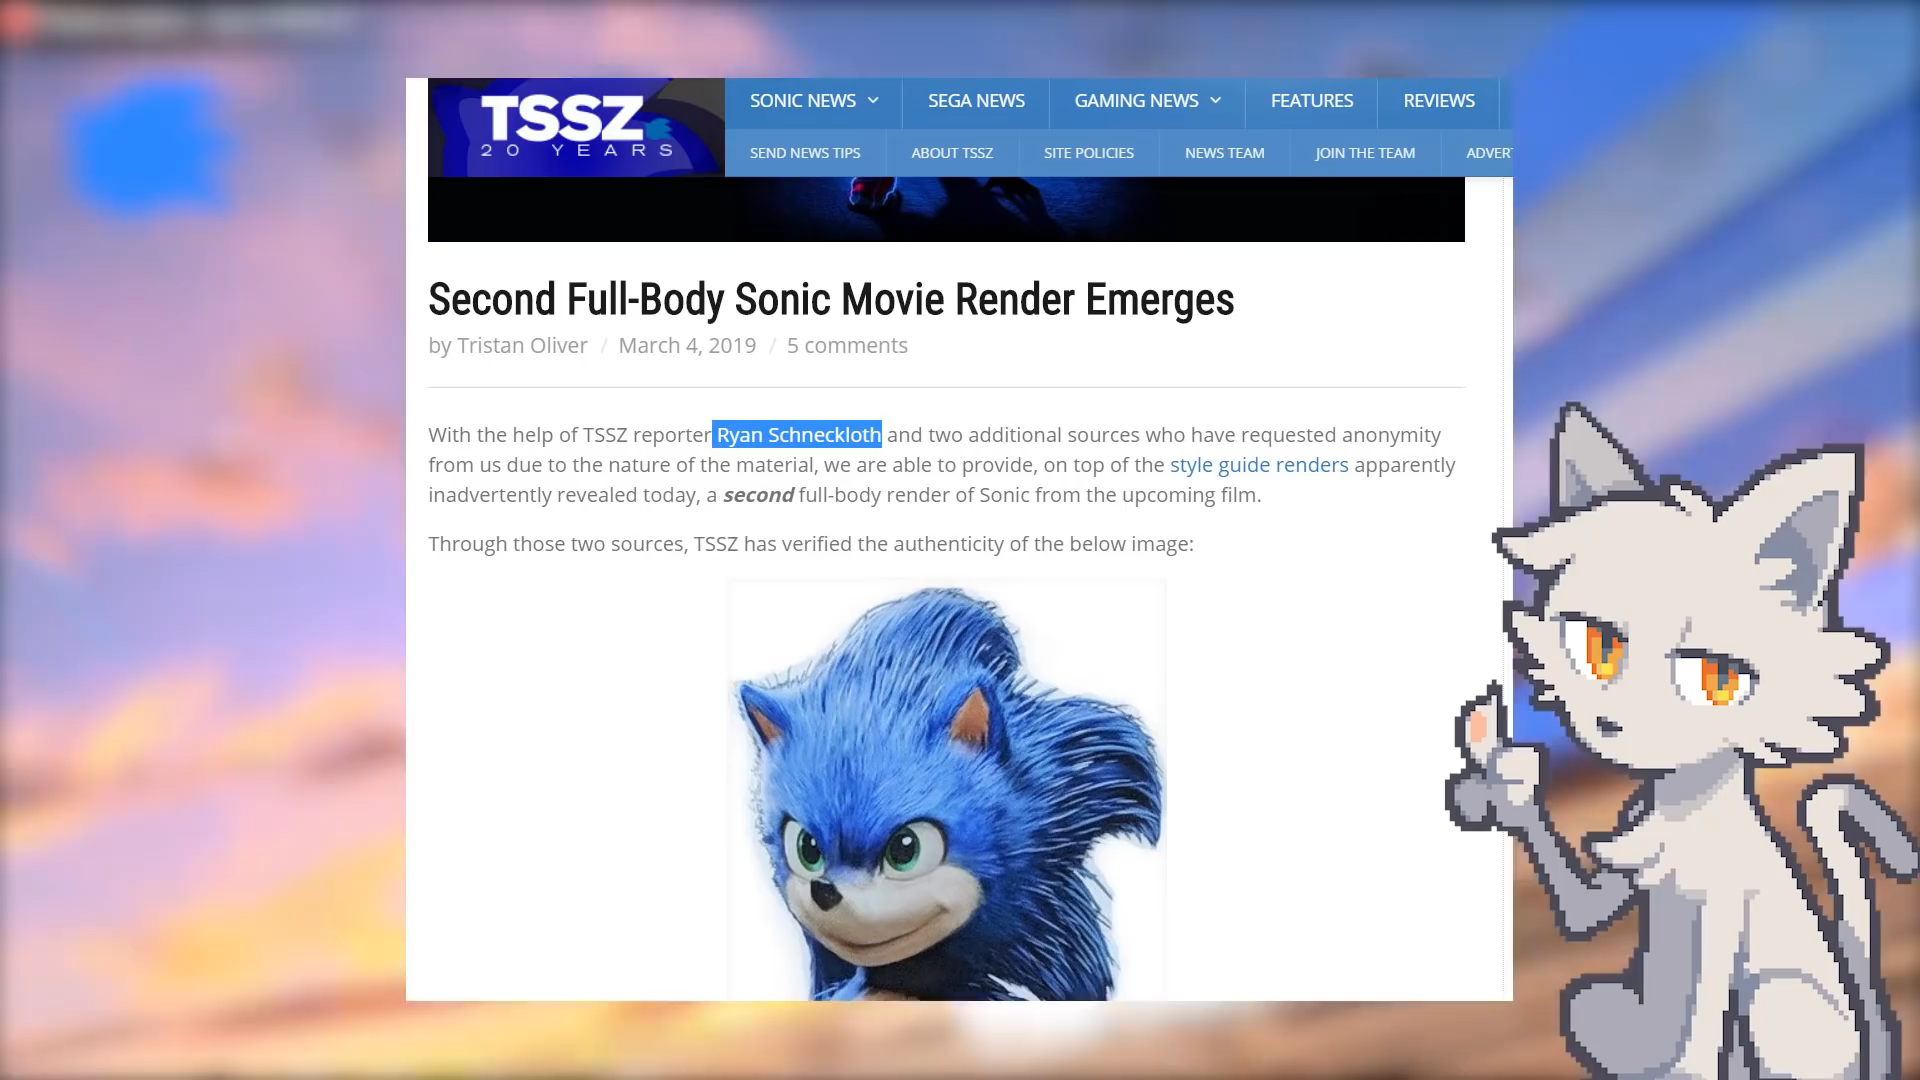 TSSZ
20 YEARS
SONIC NEWS
SEGA NEWS
GAMING NEWS
FEATURES
REVIEWS
SEND NEWS TIPS
ABOUT TSSZ
SITE POLICIES
NEWS TEAM
JOIN THE TEAM
ADVERT
Second Full-Body Sonic Movie Render Emerges
by Tristan Oliver / March 4, 2019 / 5 comments
With the help of TSSZ reporter Ryan Schneckloth and two additional sources who have requested anonymity
from us due to the nature of the material, we are able to provide, on top of the style guide renders apparently
inadvertently revealed today, a second full-body render of Sonic from the upcoming film.
Through those two sources, TSSZ has verified the authenticity of the below image: